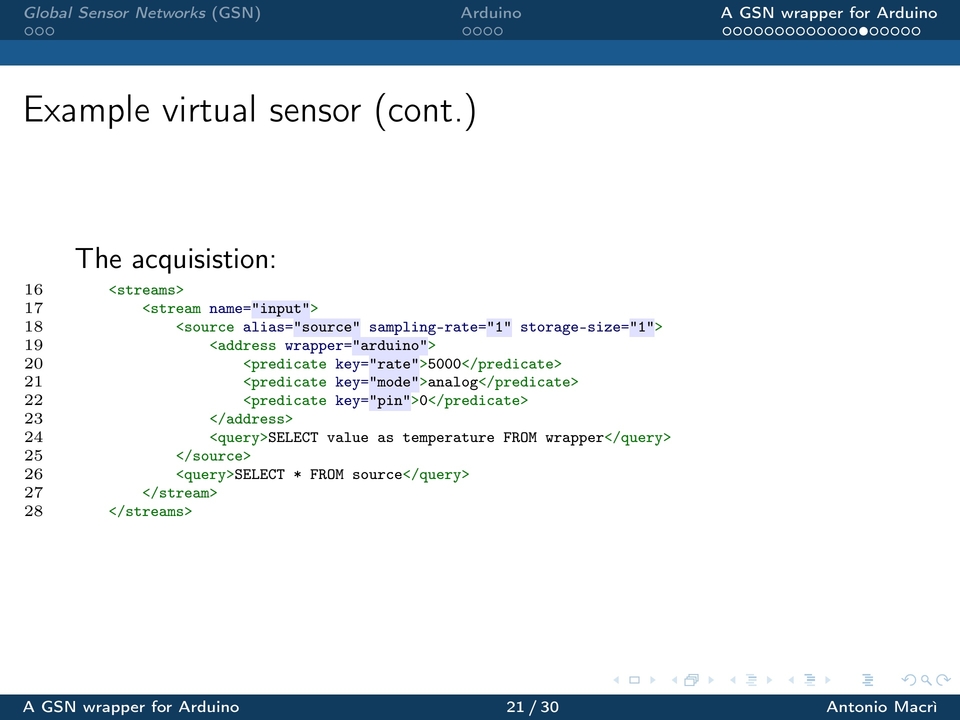 Global Sensor Networks (GSN) Arduino A GSN wrapper for Arduino
Example virtual sensor (cont.)
The acquisistion:
16 <streams>
17 <stream name="input">
18 <source alias="source" sampling-rate="1" storage-size="1">
19 <address wrapper="arduino">
20 <predicate key="rate">5000</predicate>
21 <predicate key="mode">analog</predicate>
22 <predicate key="pin">0</predicate>
23 </address>
24 <query>SELECT value as temperature FROM wrapper</query>
25 </source>
26 <query>SELECT * FROM source</query>
27 </stream>
28 </streams>
A GSN wrapper for Arduino 21 / 30 Antonio Macrì